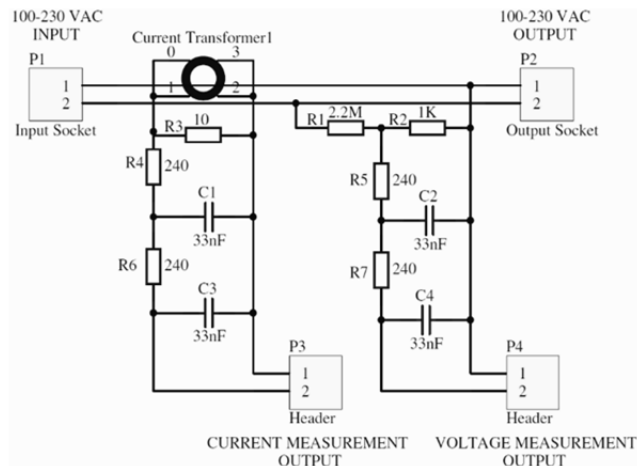 100-230 VAC
INPUT
100-230 VAC
OUTPUT
Current Transformer1
0 3
1 2
P1
1
2
Input Socket
P2
1
2
Output Socket
R3 10
R1 2.2M R2 1K
R4 240
C1
33nF
R6 240
C3
33nF
R5 240
C2
33nF
R7 240
C4
33nF
P3
1
2
Header
P4
1
2
Header
CURRENT MEASUREMENT
OUTPUT
VOLTAGE MEASUREMENT
OUTPUT